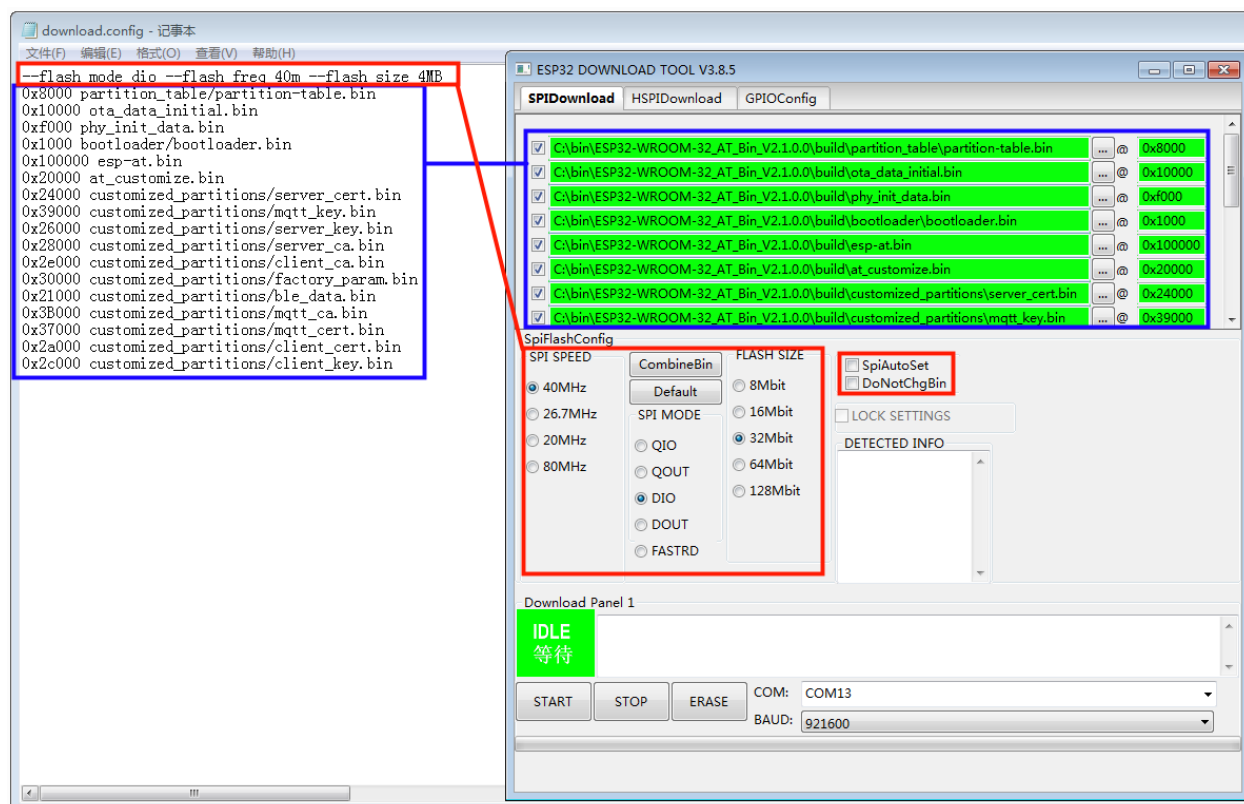 download.config - 记事本
文件(F) 编辑(E) 格式(O) 查看(V) 帮助(H)
--flash_mode dio --flash_freq 40m --flash_size 4MB
0x8000 partition_table/partition-table.bin
0x10000 ota_data_initial.bin
0xf000 phy_init_data.bin
0x1000 bootloader/bootloader.bin
0x100000 esp-at.bin
0x20000 at_customize.bin
0x24000 customized_partitions/server_cert.bin
0x39000 customized_partitions/mqtt_key.bin
0x26000 customized_partitions/server_key.bin
0x28000 customized_partitions/server_ca.bin
0x2e000 customized_partitions/client_ca.bin
0x30000 customized_partitions/factory_param.bin
0x21000 customized_partitions/ble_data.bin
0x3B000 customized_partitions/mqtt_ca.bin
0x37000 customized_partitions/mqtt_cert.bin
0x2a000 customized_partitions/client_cert.bin
0x2c000 customized_partitions/client_key.bin
ESP32 DOWNLOAD TOOL V3.8.5
SPIDownload HSPIDownload GPIOConfig
C:\bin\ESP32-WROOM-32_AT_Bin_V2.1.0.0\build\partition_table\partition-table.bin ... @ 0x8000
C:\bin\ESP32-WROOM-32_AT_Bin_V2.1.0.0\build\ota_data_initial.bin ... @ 0x10000
C:\bin\ESP32-WROOM-32_AT_Bin_V2.1.0.0\build\phy_init_data.bin ... @ 0xf000
C:\bin\ESP32-WROOM-32_AT_Bin_V2.1.0.0\build\bootloader\bootloader.bin ... @ 0x1000
C:\bin\ESP32-WROOM-32_AT_Bin_V2.1.0.0\build\esp-at.bin ... @ 0x100000
C:\bin\ESP32-WROOM-32_AT_Bin_V2.1.0.0\build\at_customize.bin ... @ 0x20000
C:\bin\ESP32-WROOM-32_AT_Bin_V2.1.0.0\build\customized_partitions\server_cert.bin ... @ 0x24000
C:\bin\ESP32-WROOM-32_AT_Bin_V2.1.0.0\build\customized_partitions\mqtt_key.bin ... @ 0x39000
SpiFlashConfig
SPI SPEED
40MHz
26.7MHz
20MHz
80MHz
CombineBin
Default
SPI MODE
QIO
QOUT
DIO
DOUT
FASTRD
FLASH SIZE
8Mbit
16Mbit
32Mbit
64Mbit
128Mbit
SpiAutoSet
DoNotChgBin
LOCK SETTINGS
DETECTED INFO
Download Panel 1
IDLE
等待
START STOP ERASE
COM: COM13
BAUD: 921600